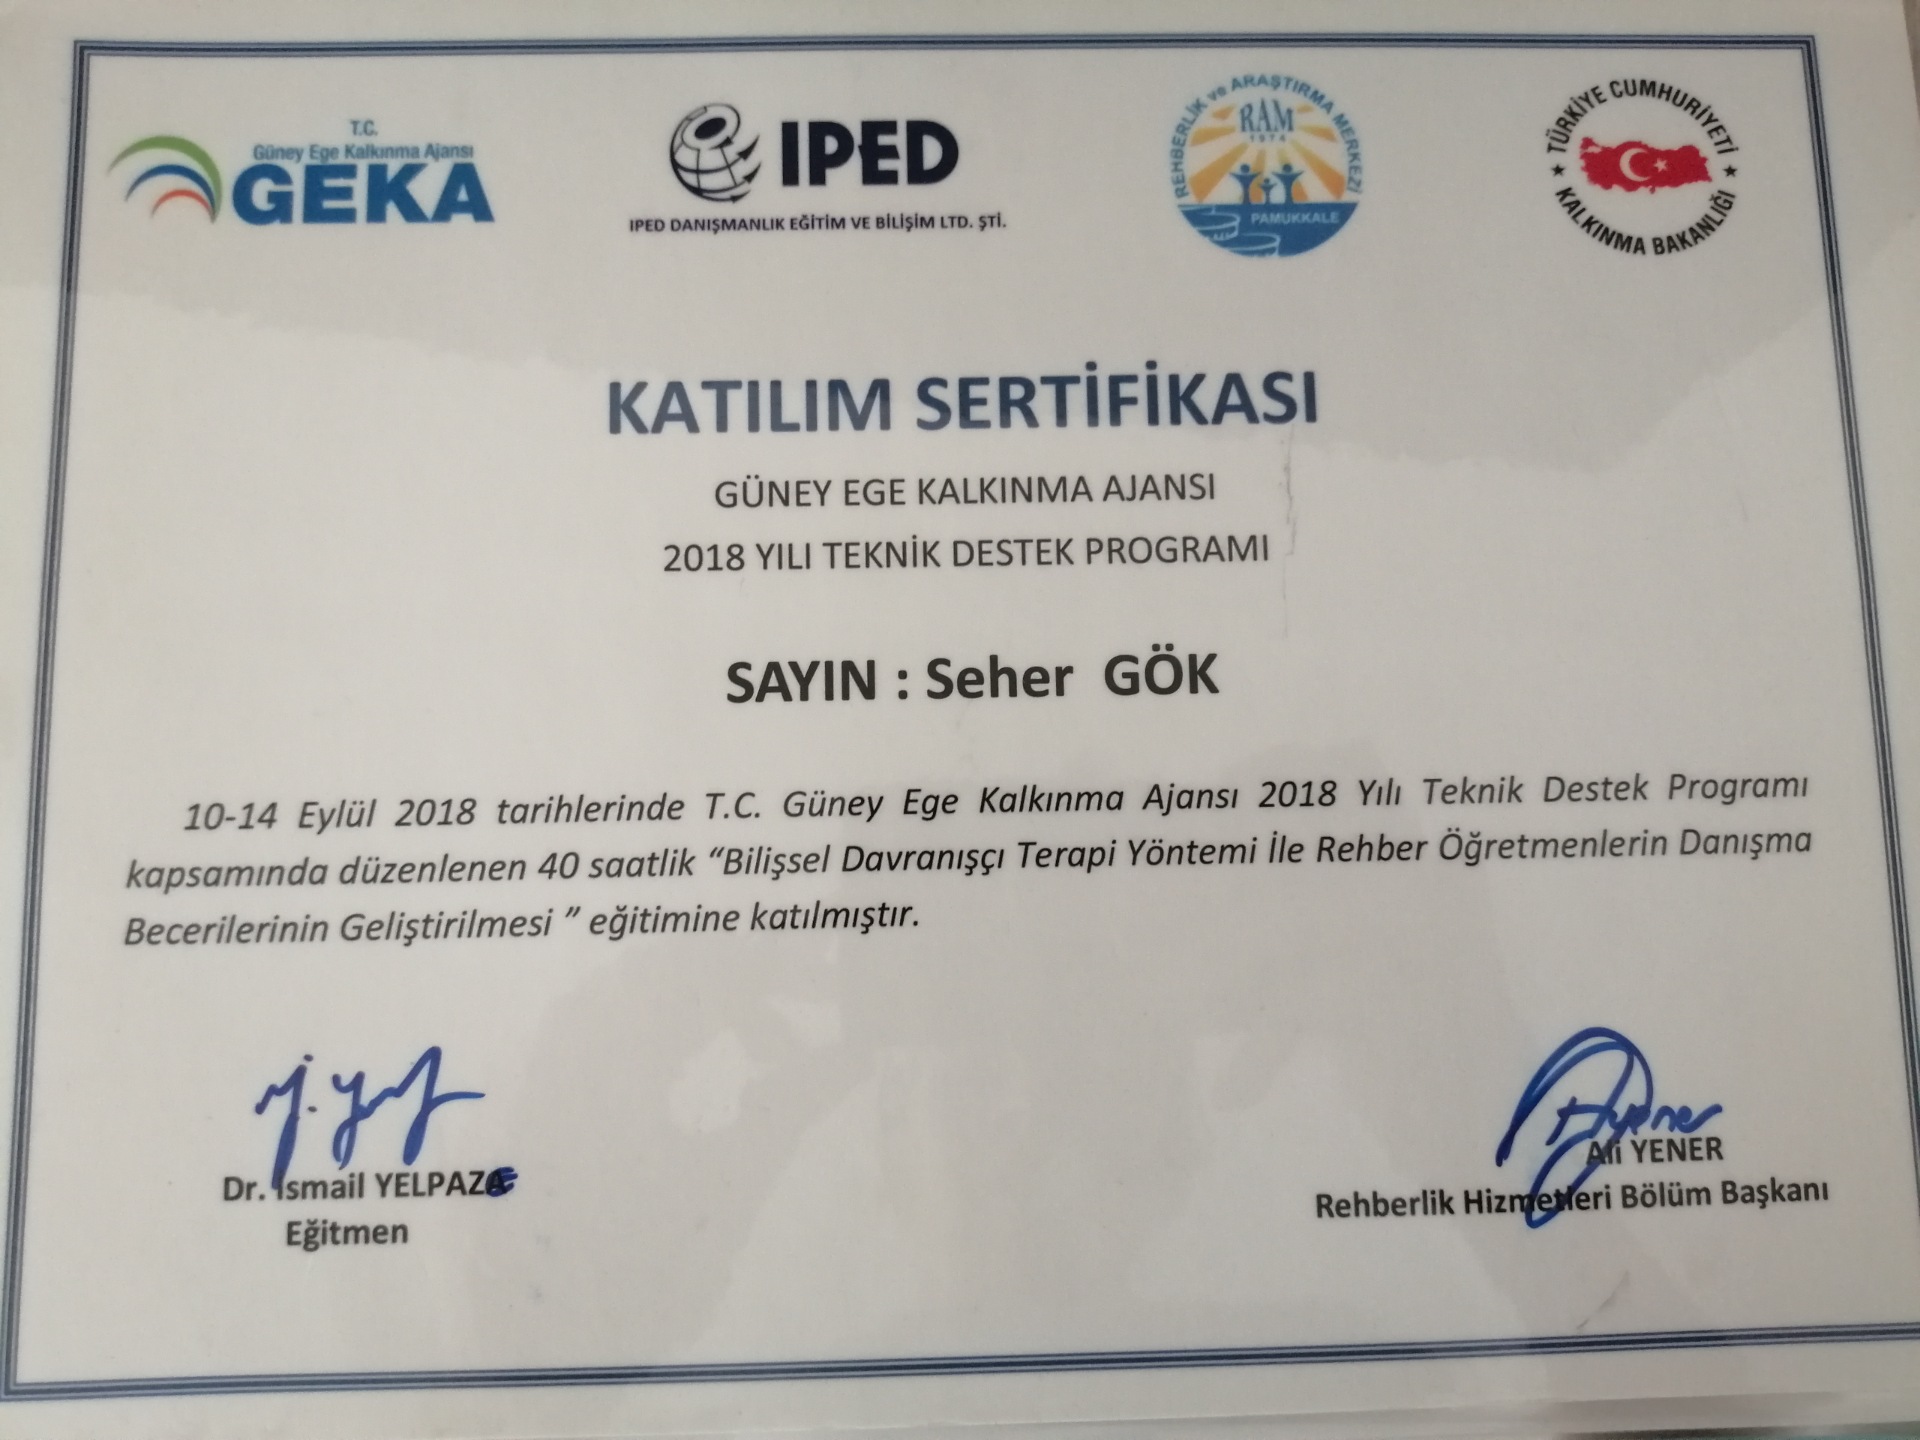 T.C.
Güney Ege Kalkınma Ajansı
GEKA
IPED
IPED DANIŞMANLIK EĞİTİM VE BİLİŞİM LTD. ŞTİ.
REHBERLİK ve ARAŞTIRMA MERKEZİ
RAM
1974
PAMUKKALE
TÜRKİYE CUMHURİYETİ
KALKINMA BAKANLIĞI
KATILIM SERTİFİKASI
GÜNEY EGE KALKINMA AJANSI
2018 YILI TEKNİK DESTEK PROGRAMI
SAYIN : Seher GÖK
10-14 Eylül 2018 tarihlerinde T.C. Güney Ege Kalkınma Ajansı 2018 Yılı Teknik Destek Programı
kapsamında düzenlenen 40 saatlik “Bilişsel Davranışçı Terapi Yöntemi İle Rehber Öğretmenlerin Danışma
Becerilerinin Geliştirilmesi ” eğitimine katılmıştır.
Dr. İsmail YELPAZE
Eğitmen
Ali YENER
Rehberlik Hizmetleri Bölüm Başkanı